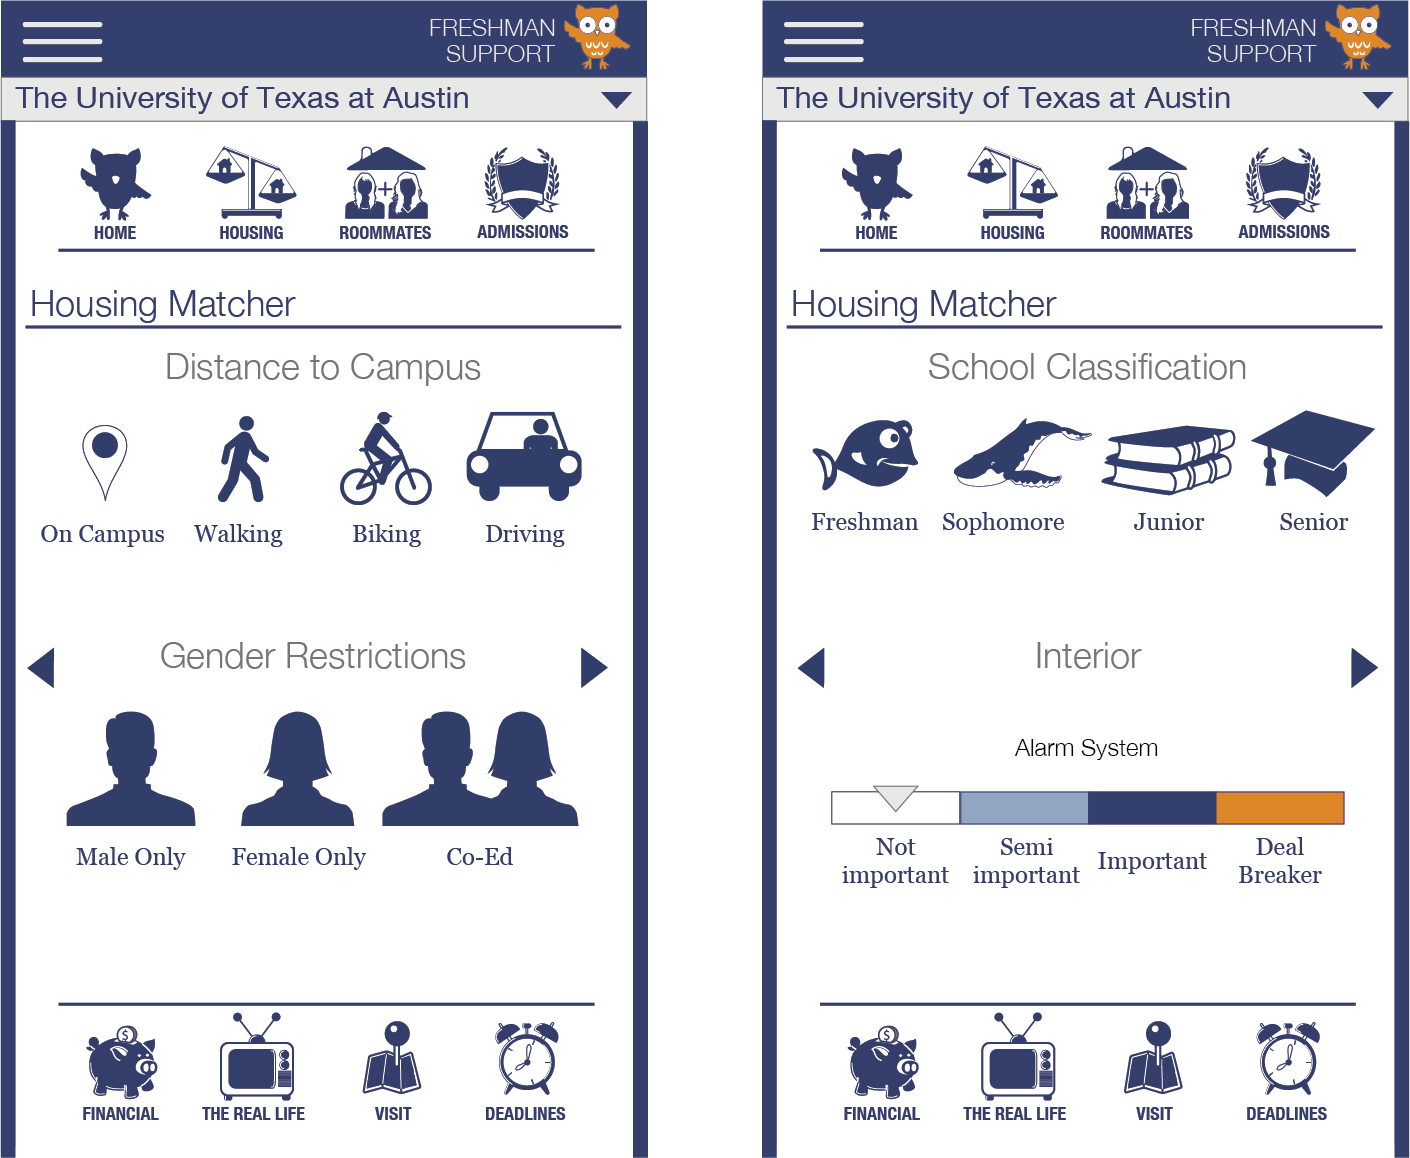 FRESHMAN
SUPPORT
The University of Texas at Austin
HOME HOUSING ROOMMATES ADMISSIONS
Housing Matcher
Distance to Campus
On Campus Walking Biking Driving
Gender Restrictions
Male Only Female Only Co-Ed
$
FINANCIAL THE REAL LIFE VISIT DEADLINES
FRESHMAN
SUPPORT
The University of Texas at Austin
HOME HOUSING ROOMMATES ADMISSIONS
Housing Matcher
School Classification
Freshman Sophomore Junior Senior
Interior
Alarm System
Not
important
Semi
important
Important
Deal
Breaker
$
FINANCIAL THE REAL LIFE VISIT DEADLINES